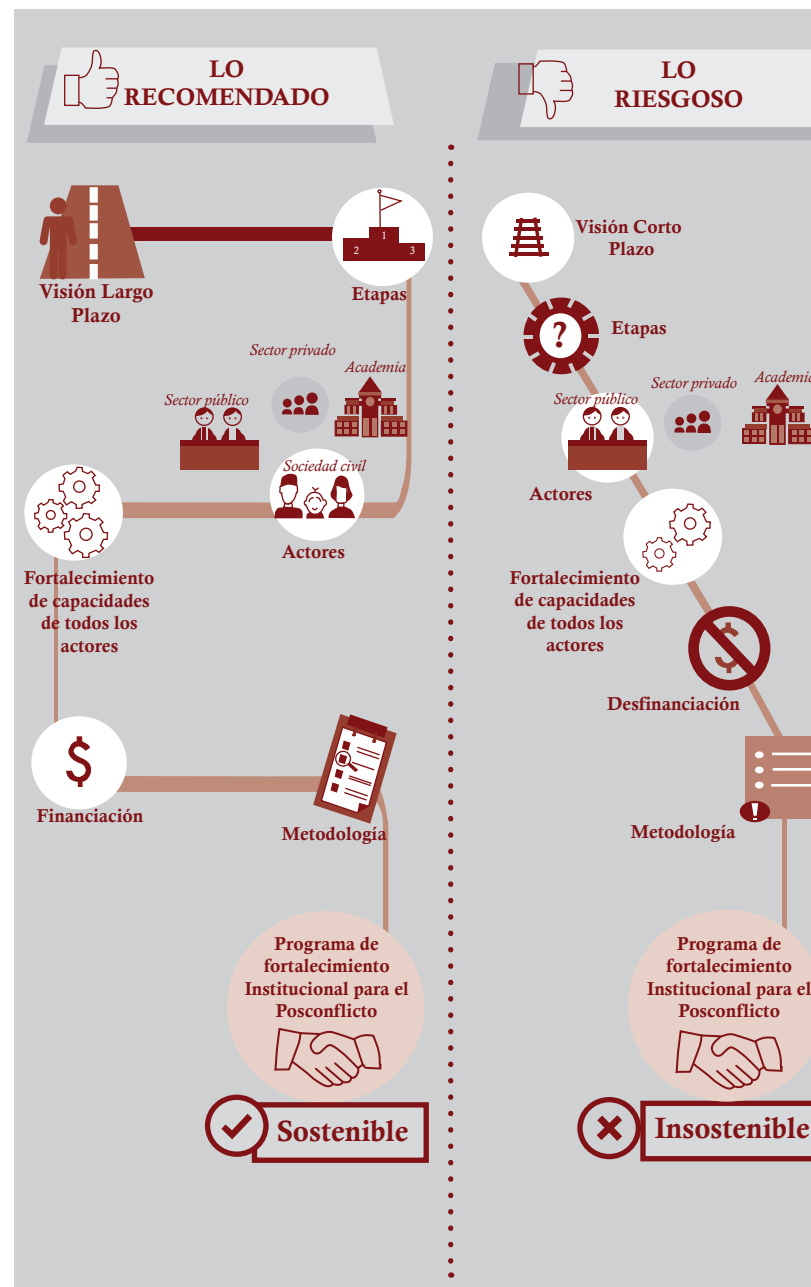 LO
RECOMENDADO
1
2
3
Visión Largo
Plazo
Etapas
Sector privado
Academia
Sector público
Sociedad civil
Actores
Fortalecimiento
de capacidades
de todos los
actores
$
Financiación
Metodología
Programa de
fortalecimiento
Institucional para el
Posconflicto
Sostenible
LO
RIESGOSO
Visión Corto
Plazo
?
Etapas
Sector privado
Academia
Sector público
Actores
Fortalecimiento
de capacidades
de todos los
actores
$
Desfinanciación
!
Metodología
Programa de
fortalecimiento
Institucional para el
Posconflicto
Insostenible